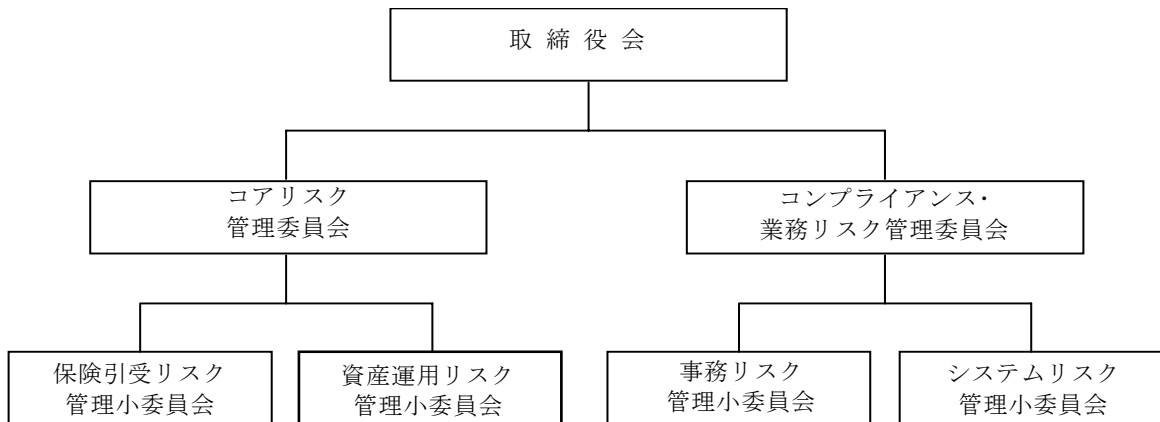 取締役会
コアリスク
管理委員会
コンプライアンス・
業務リスク管理委員会
保険引受リスク
管理小委員会
資産運用リスク
管理小委員会
事務リスク
管理小委員会
システムリスク
管理小委員会